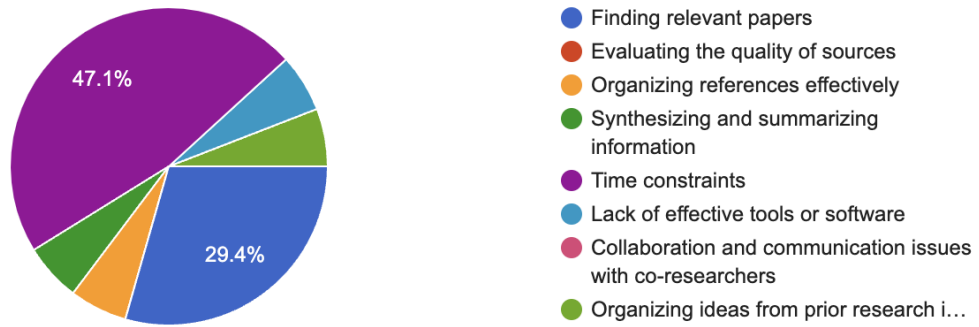 47.1%
29.4%
Finding relevant papers
Evaluating the quality of sources
Organizing references effectively
Synthesizing and summarizing
information
Time constraints
Lack of effective tools or software
Collaboration and communication issues
with co-researchers
Organizing ideas from prior research i…